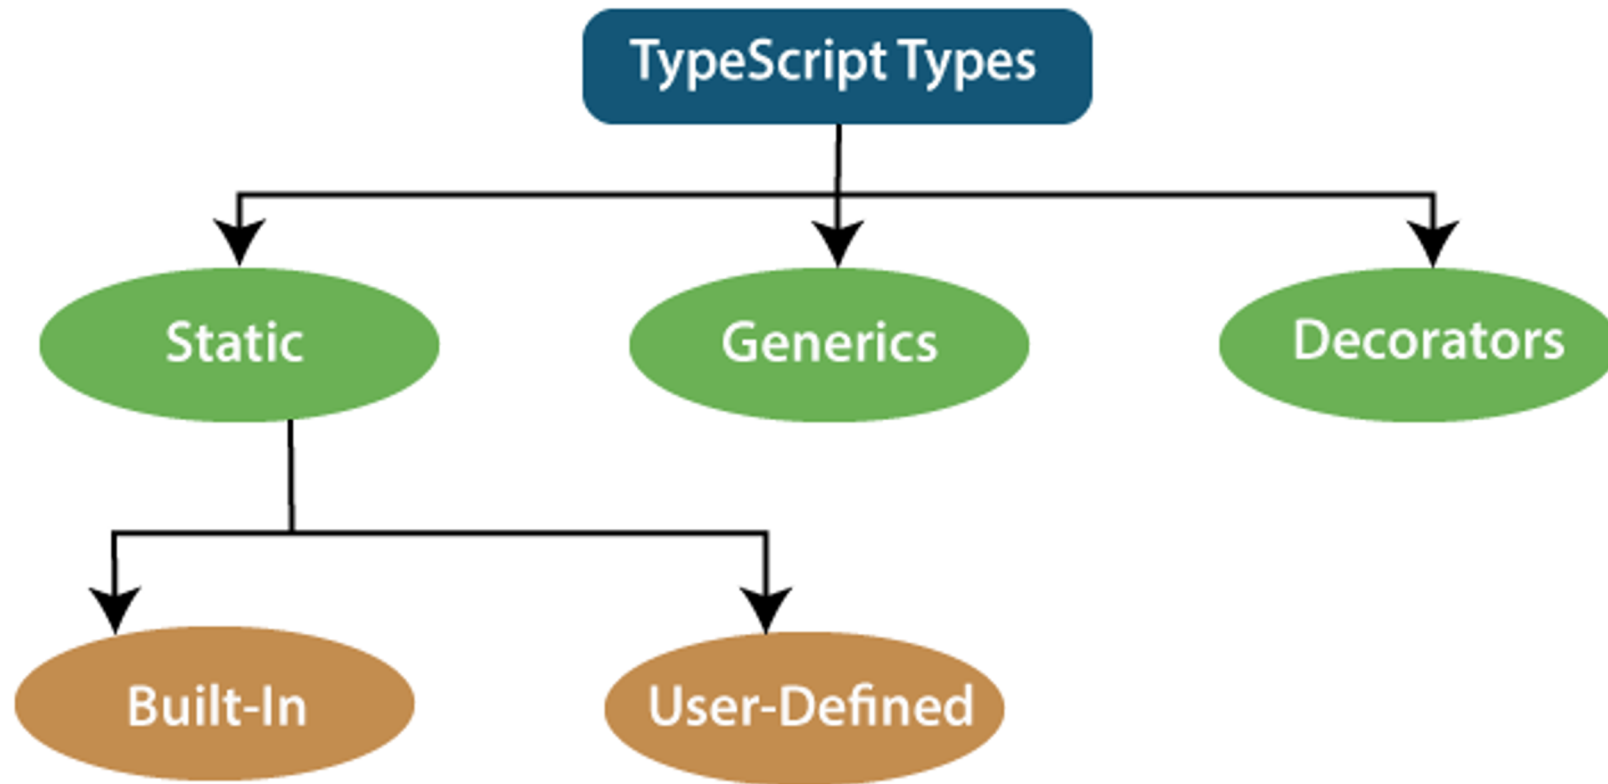 TypeScript Types
Static
Generics
Decorators
Built-In
User-Defined